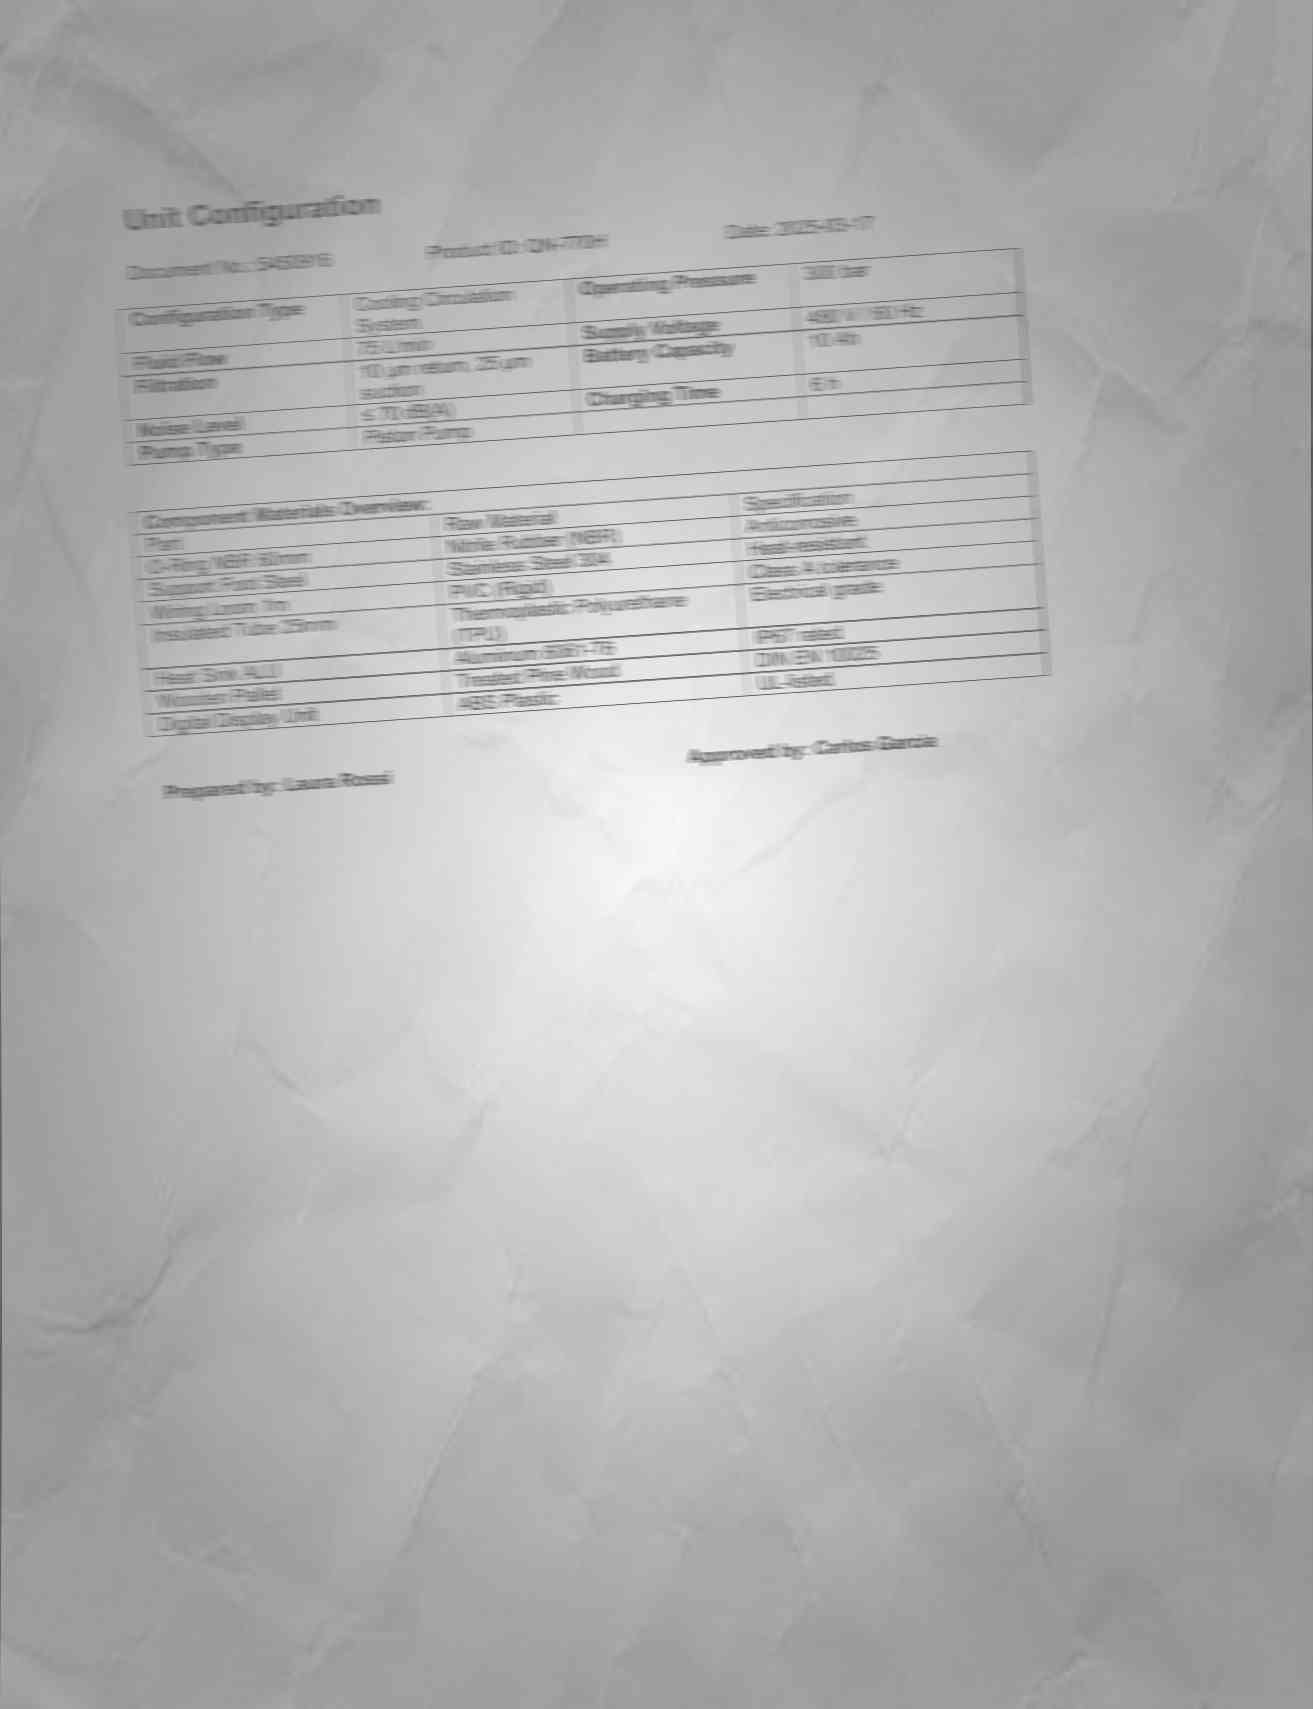 Unit Configuration
Document No.:
Product ID:
Date: 2025-03-17
Configuration Type
Cooling Circulation
System
Operating Pressure
300 bar
Fluid Flow
75 L/min
Supply Voltage
480 V / 60 Hz
Filtration
10 µm return, 25 µm
suction
Battery Capacity
10 Ah
Noise Level
≤ 70 dB(A)
Charging Time
6 h
Pump Type
Piston Pump
Component Materials Overview:
Part
Raw Material
Specification
O-Ring NBR 50mm
Nitrile Rubber (NBR)
Anticorrosive
Support Foot Steel
Stainless Steel 304
Heat-resistant
Wiring Loom 1m
PVC (Rigid)
Class A tolerance
Insulated Tube 25mm
Thermoplastic Polyurethane
(TPU)
Electrical grade
Heat Sink ALU
Aluminum 6061-T6
IP67 rated
Wooden Pallet
Treated Pine Wood
DIN EN 10025
Digital Display Unit
ABS Plastic
UL-listed
Prepared by: Laura Rossi
Approved by: Carlos Garcia